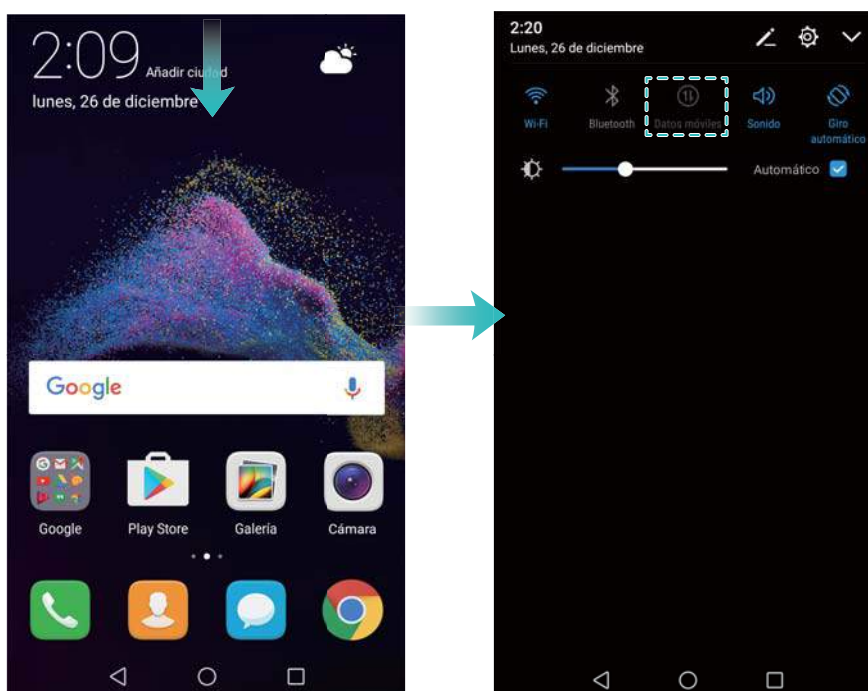 2:09
Añadir ciudad
lunes, 26 de diciembre
Google
Google
Play Store
Galería
Cámara
2:20
Lunes, 26 de diciembre
Wi-Fi
Bluetooth
Datos móviles
Sonido
Giro
automático
Automático